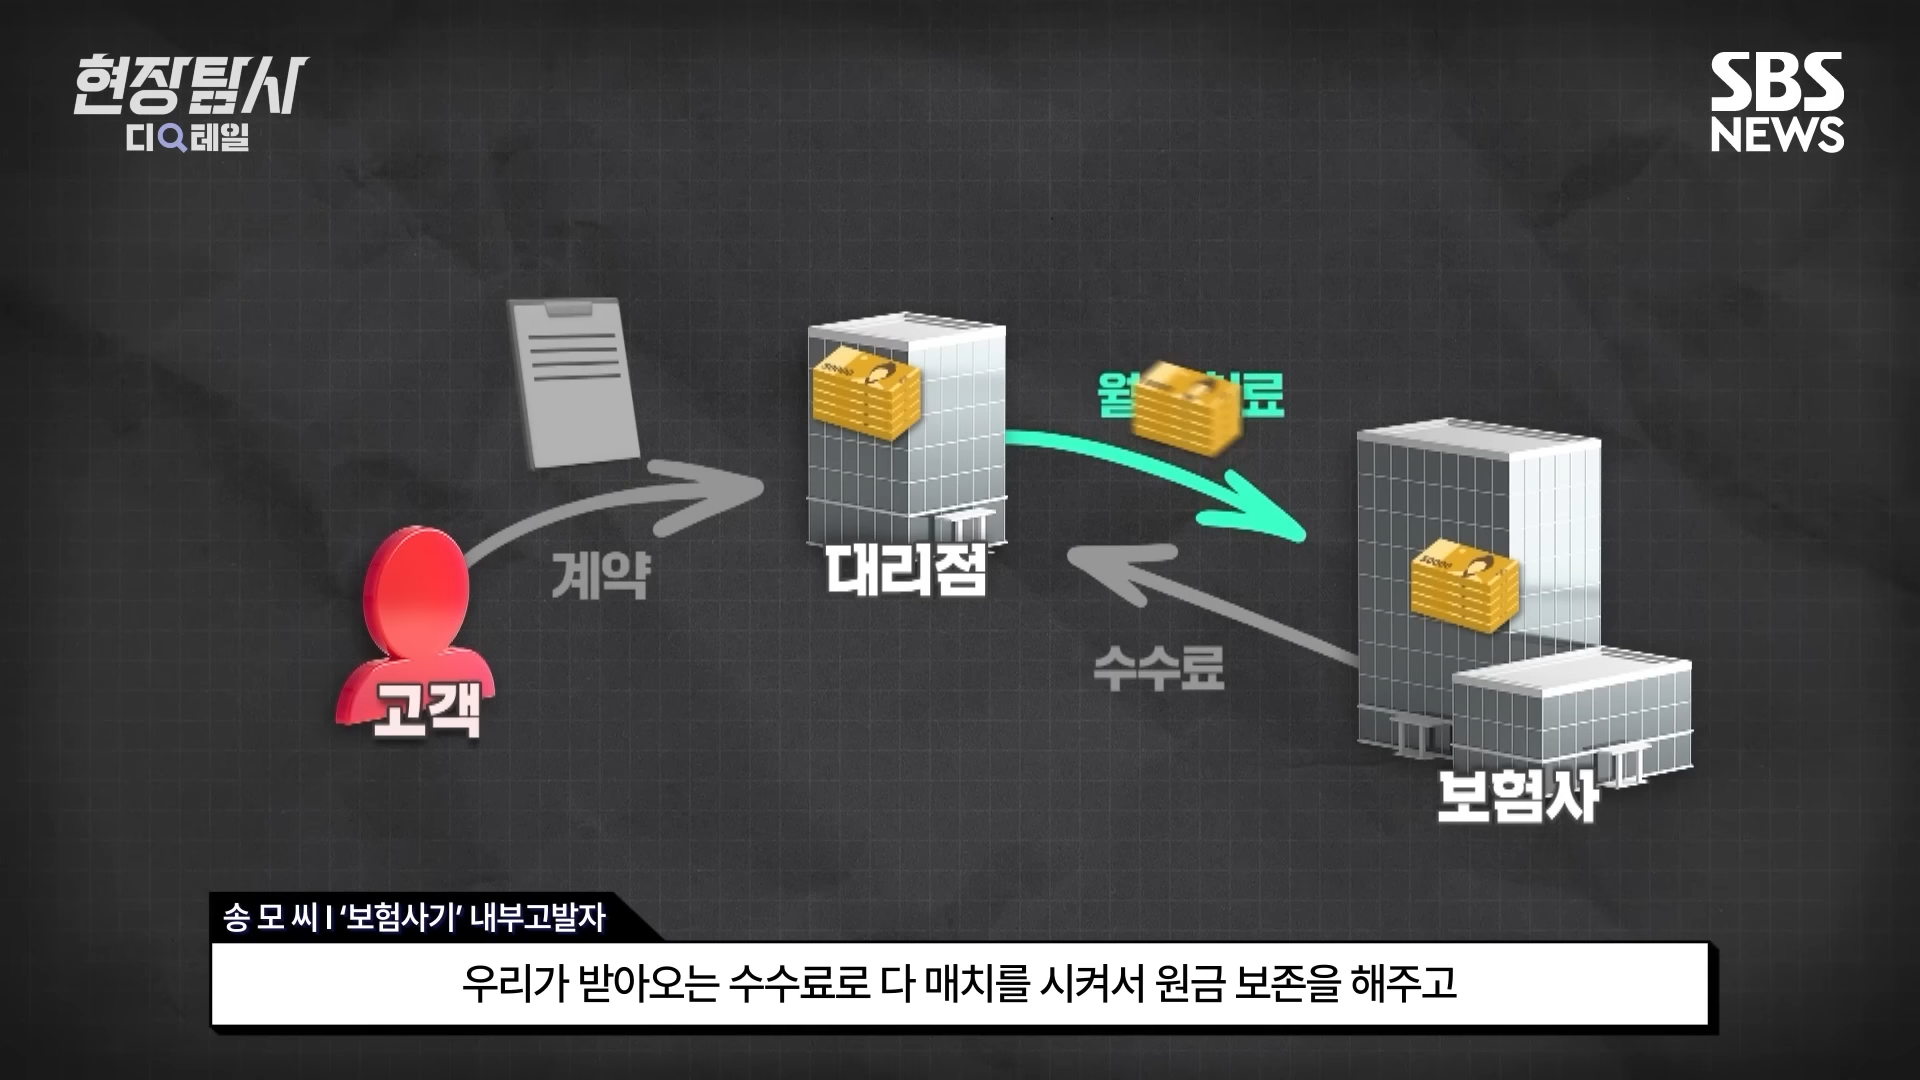 현장탐사
디테일
SBS
NEWS
료
계약
대리점
수수료
고객
보험사
송 모 씨 I ‘보험사기’ 내부고발자
우리가 받아오는 수수료로 다 매치를 시켜서 원금 보존을 해주고